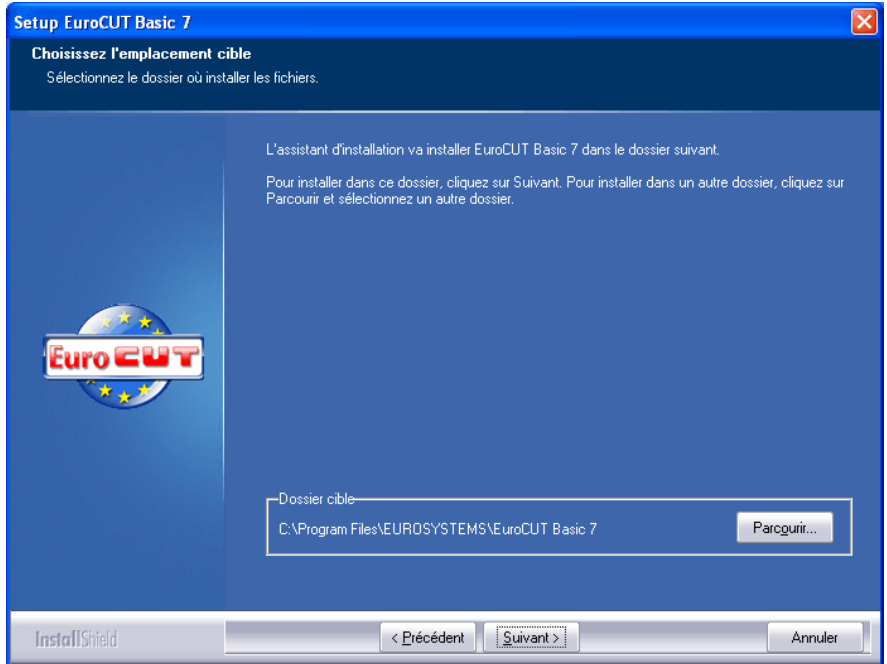 Setup EuroCUT Basic 7
Choisissez l'emplacement cible
Sélectionnez le dossier où installer les fichiers.
L'assistant d'installation va installer EuroCUT Basic 7 dans le dossier suivant.
Pour installer dans ce dossier, cliquez sur Suivant. Pour installer dans un autre dossier, cliquez sur
Parcourir et sélectionnez un autre dossier.
Euro CUT
Dossier cible
C:\Program Files\EUROSYSTEMS\EuroCUT Basic 7
Parcourir...
InstallShield
< Précédent
Suivant >
Annuler